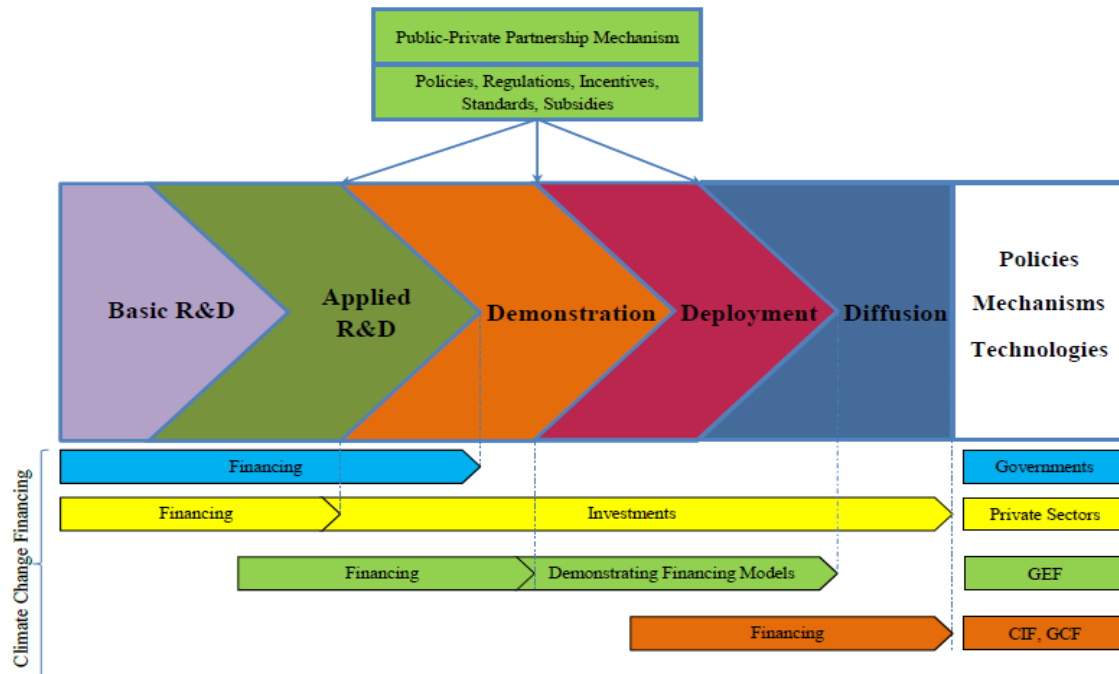 Public-Private Partnership Mechanism
Policies, Regulations, Incentives,
Standards, Subsidies
Basic R&D
Applied
R&D
Demonstration
Deployment
Diffusion
Policies
Mechanisms
Technologies
Climate Change Financing
Financing
Governments
Financing
Investments
Private Sectors
Financing
Demonstrating Financing Models
GEF
Financing
CIF, GCF